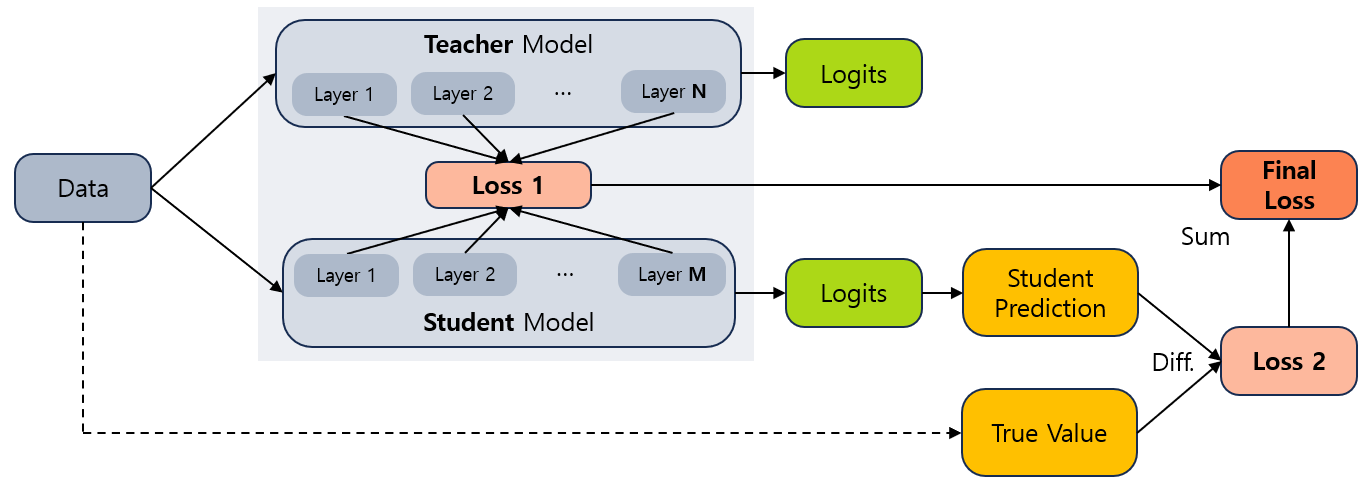 Teacher Model
Layer 1
Layer 2
...
Layer N
Logits
Data
Loss 1
Final
Loss
Sum
Layer 1
Layer 2
...
Layer M
Student Model
Logits
Student
Prediction
Diff.
Loss 2
True Value